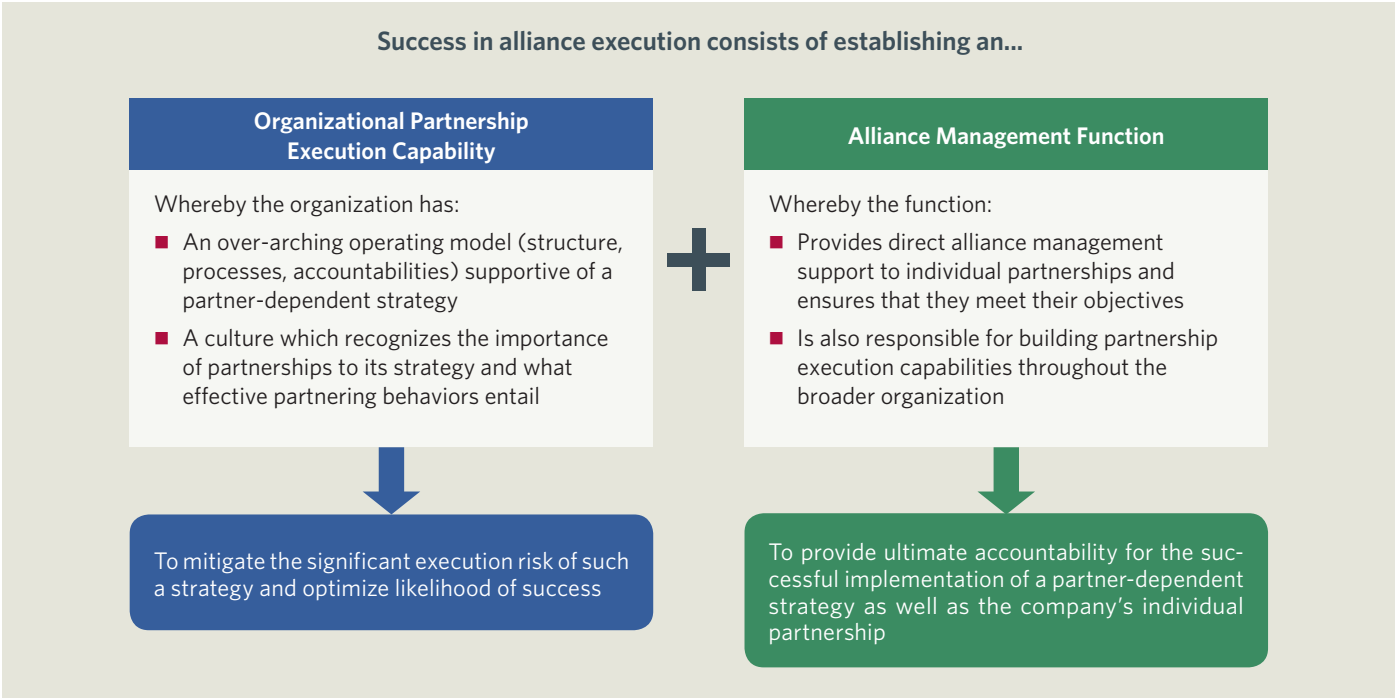 Success in alliance execution consists of establishing an...
Organizational Partnership
Execution Capability
Whereby the organization has:
An over-arching operating model (structure,
processes, accountabilities) supportive of a
partner-dependent strategy
A culture which recognizes the importance
of partnerships to its strategy and what
effective partnering behaviors entail
To mitigate the significant execution risk of such
a strategy and optimize likelihood of success
Alliance Management Function
Whereby the function:
Provides direct alliance management
support to individual partnerships and
ensures that they meet their objectives
Is also responsible for building partnership
execution capabilities throughout the
broader organization
To provide ultimate accountability for the suc-
cessful implementation of a partner-dependent
strategy as well as the company’s individual
partnership